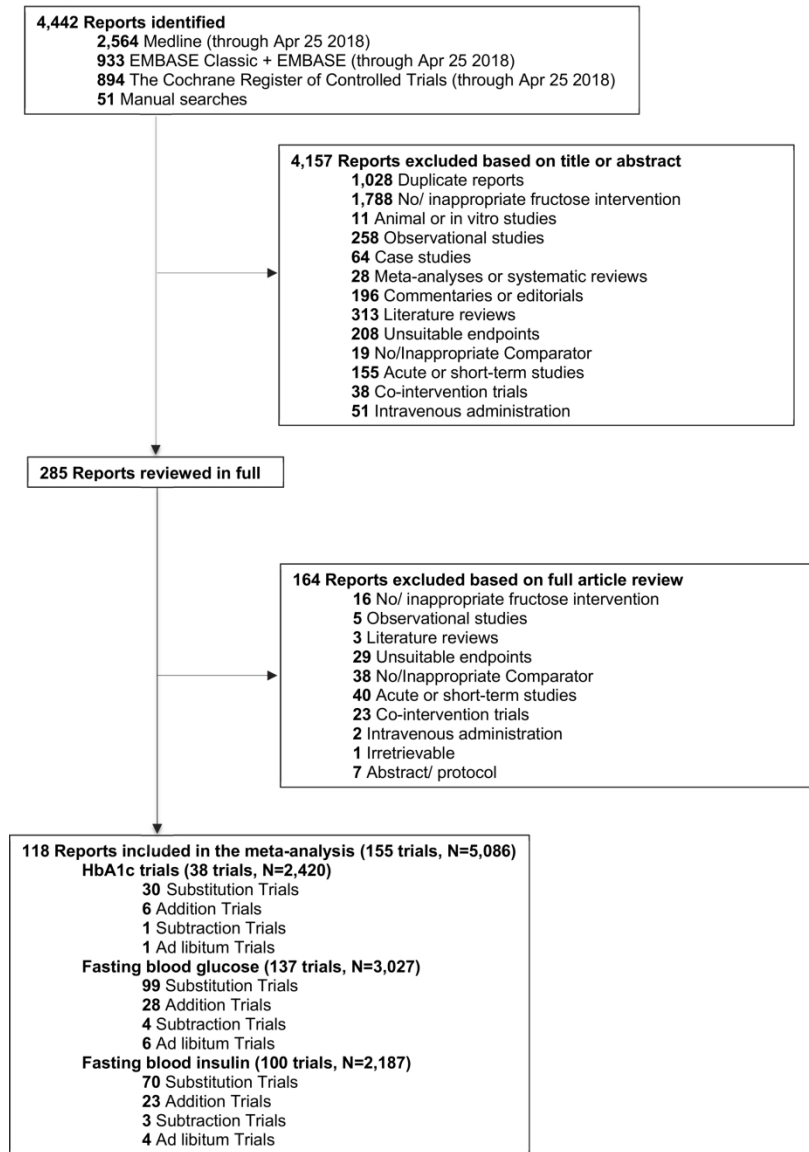 4,442 Reports identified
2,564 Medline (through Apr 25 2018)
933 EMBASE Classic + EMBASE (through Apr 25 2018)
894 The Cochrane Register of Controlled Trials (through Apr 25 2018)
51 Manual searches
4,157 Reports excluded based on title or abstract
1,028 Duplicate reports
1,788 No/ inappropriate fructose intervention
11 Animal or in vitro studies
258 Observational studies
64 Case studies
28 Meta-analyses or systematic reviews
196 Commentaries or editorials
313 Literature reviews
208 Unsuitable endpoints
19 No/Inappropriate Comparator
155 Acute or short-term studies
38 Co-intervention trials
51 Intravenous administration
285 Reports reviewed in full
164 Reports excluded based on full article review
16 No/ inappropriate fructose intervention
5 Observational studies
3 Literature reviews
29 Unsuitable endpoints
38 No/Inappropriate Comparator
40 Acute or short-term studies
23 Co-intervention trials
2 Intravenous administration
1 Irretrievable
7 Abstract/ protocol
118 Reports included in the meta-analysis (155 trials, N=5,086)
HbA1c trials (38 trials, N=2,420)
30 Substitution Trials
6 Addition Trials
1 Subtraction Trials
1 Ad libitum Trials
Fasting blood glucose (137 trials, N=3,027)
99 Substitution Trials
28 Addition Trials
4 Subtraction Trials
6 Ad libitum Trials
Fasting blood insulin (100 trials, N=2,187)
70 Substitution Trials
23 Addition Trials
3 Subtraction Trials
4 Ad libitum Trials